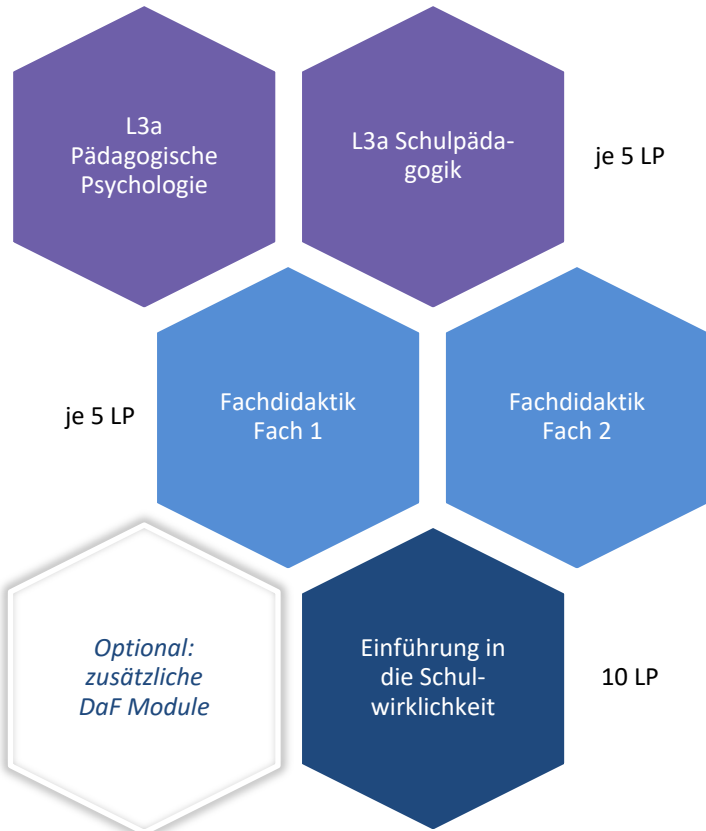 L3a
Pädagogische
Psychologie
L3a Schulpäda-
gogik
je 5 LP
je 5 LP
Fachdidaktik
Fach 1
Fachdidaktik
Fach 2
Optional:
zusätzliche
DaF Module
Einführung in
die Schul-
wirklichkeit
10 LP